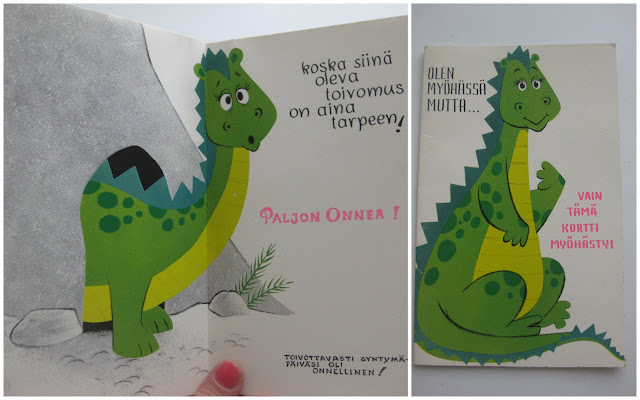 koska siinä
oleva
toivomus
on aina
tarpeen!
PALJON ONNEA !
TOIVOTTAVASTI SYNTYMÄ-
PÄIVÄSI OLI
ONNELLINEN !
OLEN
MYÖHÄSSÄ
MUTTA...
VAIN
TÄMÄ
KORTTI
MYÖHÄSTYI